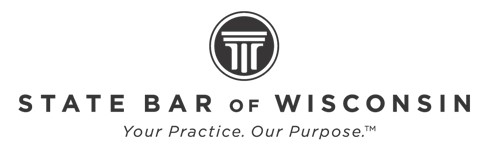 STATE BAR OF WISCONSIN
Your Practice. Our Purpose.™